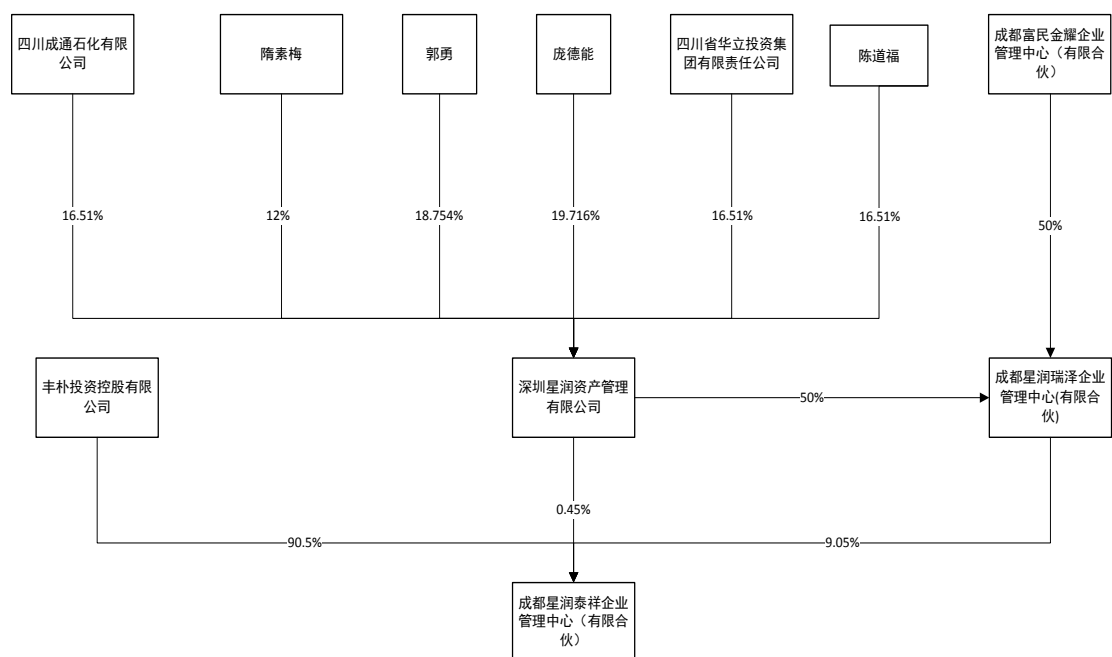 四川成通石化有限
公司
隋素梅
郭勇
庞德能
四川省华立投资集
团有限责任公司
陈道福
成都富民金耀企业
管理中心（有限合
伙）
16.51%
12%
18.754%
19.716%
16.51%
16.51%
50%
丰朴投资控股有限
公司
深圳星润资产管理
有限公司
50%
成都星润瑞泽企业
管理中心(有限合
伙)
0.45%
90.5%
9.05%
成都星润泰祥企业
管理中心（有限合
伙）